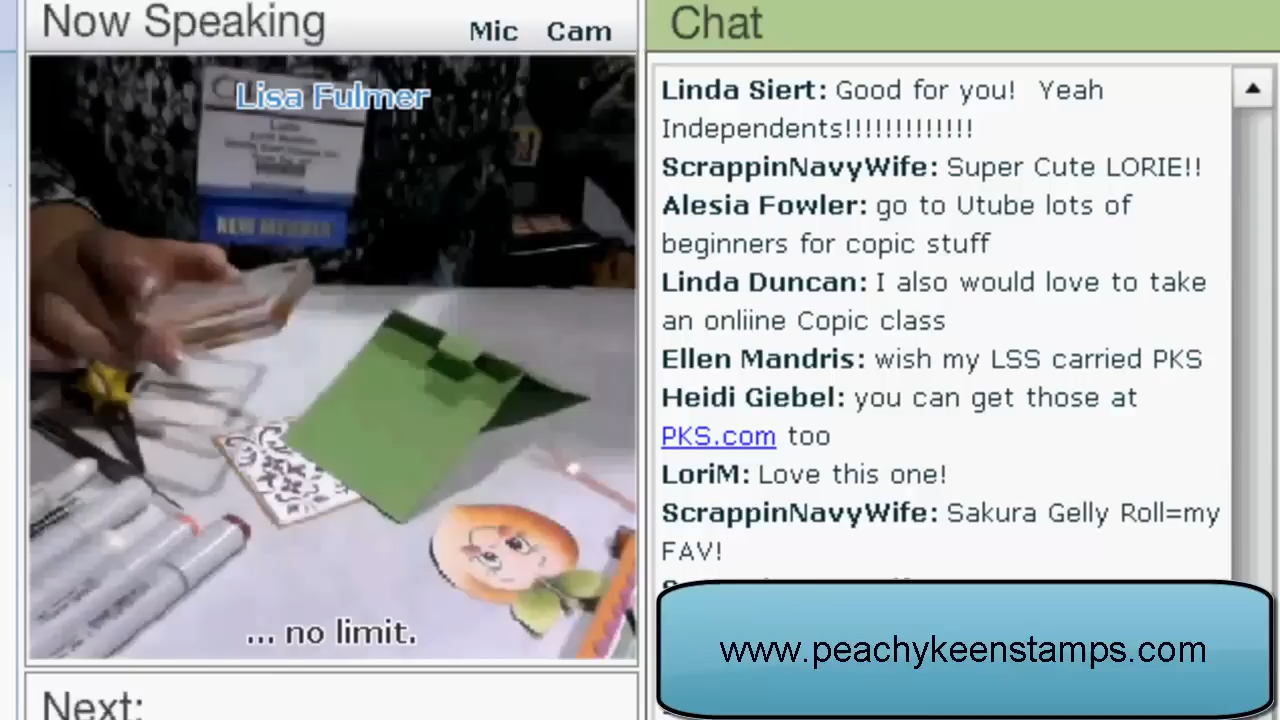 Now Speaking
Mic Cam
Lisa Fulmer
NEW MEMBER
... no limit.
Next:
Chat
Linda Siert: Good for you! Yeah
Independents!!!!!!!!!!!!!
ScrappinNavyWife: Super Cute LORIE!!
Alesia Fowler: go to Utube lots of
beginners for copic stuff
Linda Duncan: I also would love to take
an onliine Copic class
Ellen Mandris: wish my LSS carried PKS
Heidi Giebel: you can get those at
PKS.com too
LoriM: Love this one!
ScrappinNavyWife: Sakura Gelly Roll=my
FAV!
www.peachykeenstamps.com